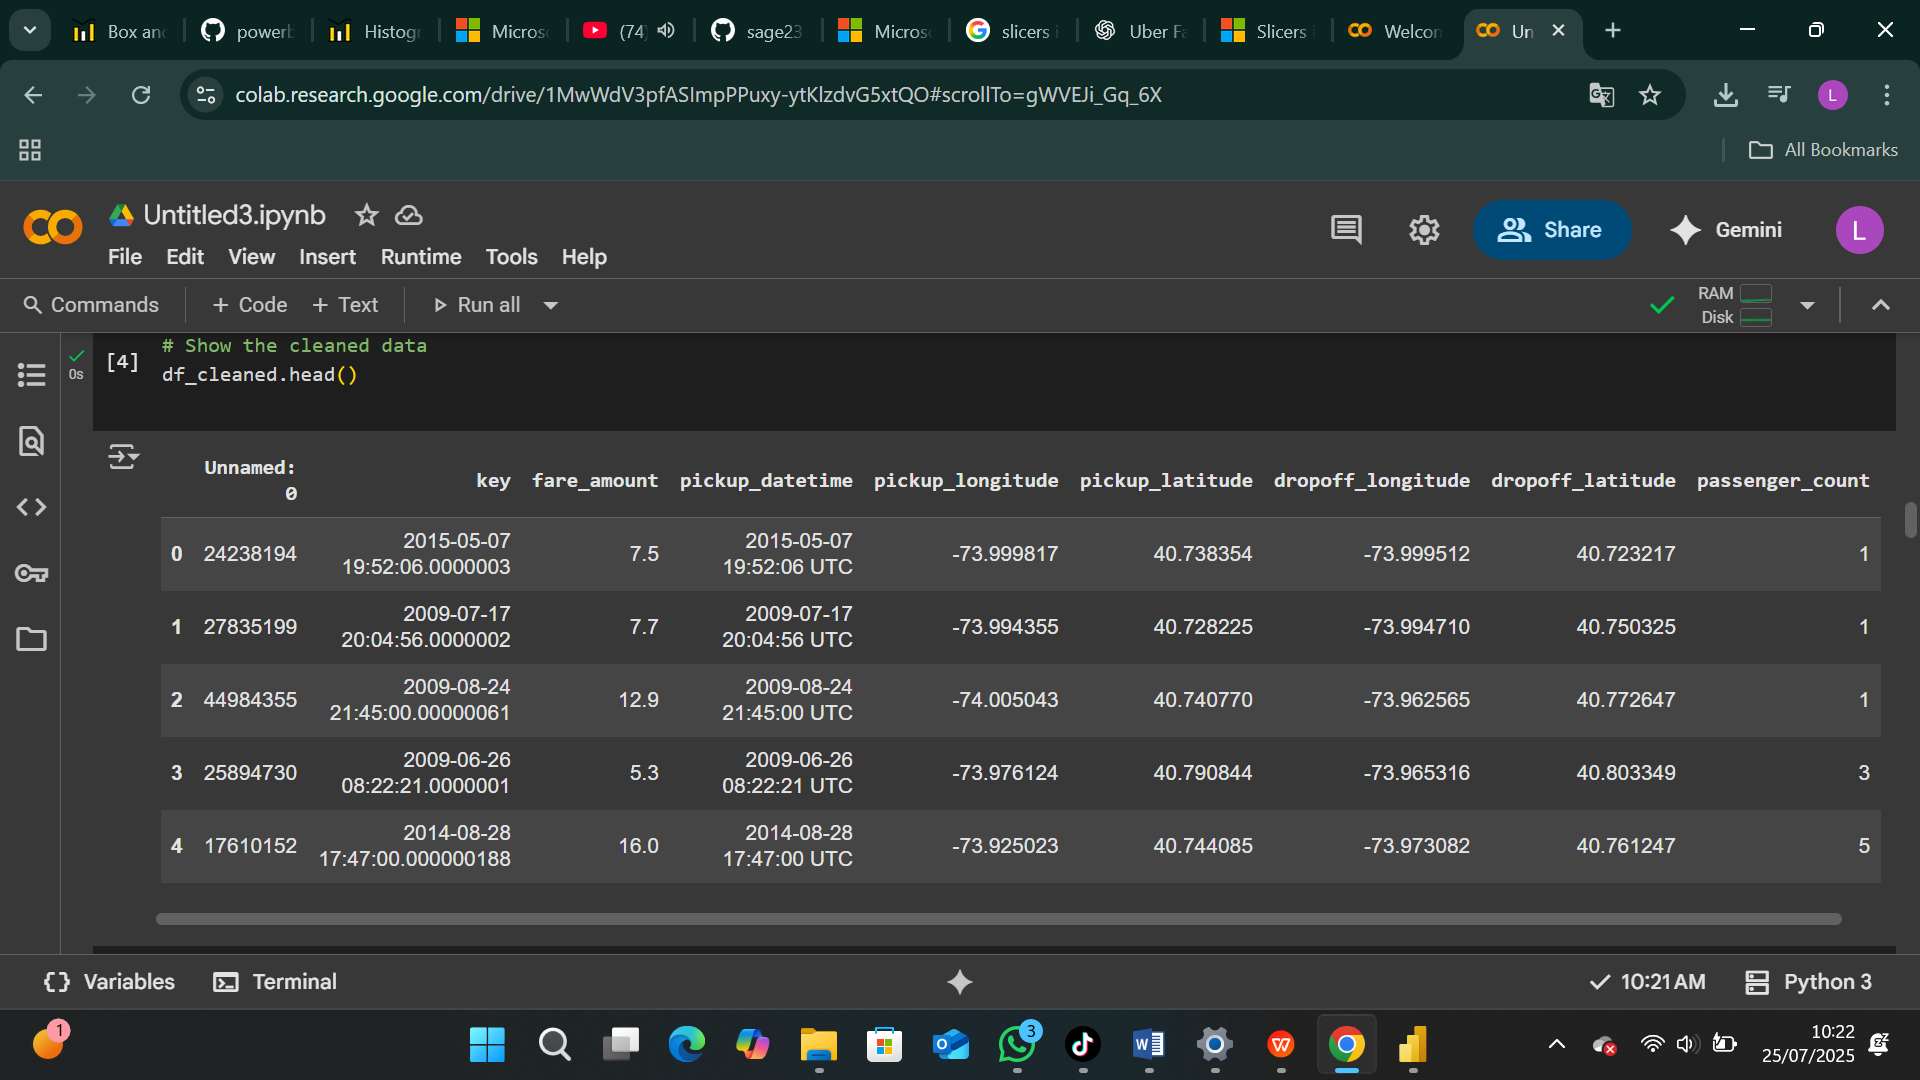 Box an
powerb
Histogr
Micros
(74)
sage23
Micros
slicers i
Uber Fa
Slicers i
Welcon
Un
colab.research.google.com/drive/1MwWdV3pfASImpPPuxy-ytKlzdvG5xtQO#scrollTo=gWVEJi_Gq_6X
L
All Bookmarks
Untitled3.ipynb
File Edit View Insert Runtime Tools Help
Share
Gemini
L
Commands + Code + Text Run all
RAM
Disk
[4]
0s
# Show the cleaned data
df_cleaned.head()
Unnamed: 0 key fare_amount pickup_datetime pickup_longitude pickup_latitude dropoff_longitude dropoff_latitude passenger_count
0 24238194 2015-05-07 19:52:06.0000003 7.5 2015-05-07 19:52:06 UTC -73.999817 40.738354 -73.999512 40.723217 1
1 27835199 2009-07-17 20:04:56.0000002 7.7 2009-07-17 20:04:56 UTC -73.994355 40.728225 -73.994710 40.750325 1
2 44984355 2009-08-24 21:45:00.00000061 12.9 2009-08-24 21:45:00 UTC -74.005043 40.740770 -73.962565 40.772647 1
3 25894730 2009-06-26 08:22:21.0000001 5.3 2009-06-26 08:22:21 UTC -73.976124 40.790844 -73.965316 40.803349 3
4 17610152 2014-08-28 17:47:00.000000188 16.0 2014-08-28 17:47:00 UTC -73.925023 40.744085 -73.973082 40.761247 5
Variables
Terminal
10:21 AM
Python 3
1
3
10:22
25/07/2025